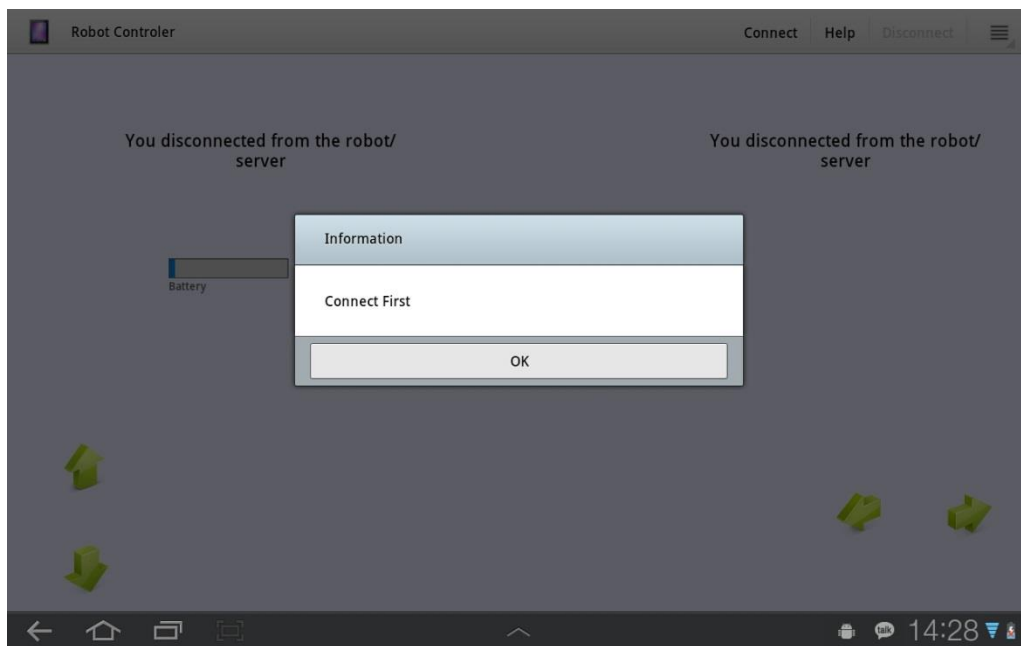 Robot Controler
Connect Help Disconnect
You disconnected from the robot/
server
You disconnected from the robot/
server
Information
Battery
Connect First
OK
talk
14:28